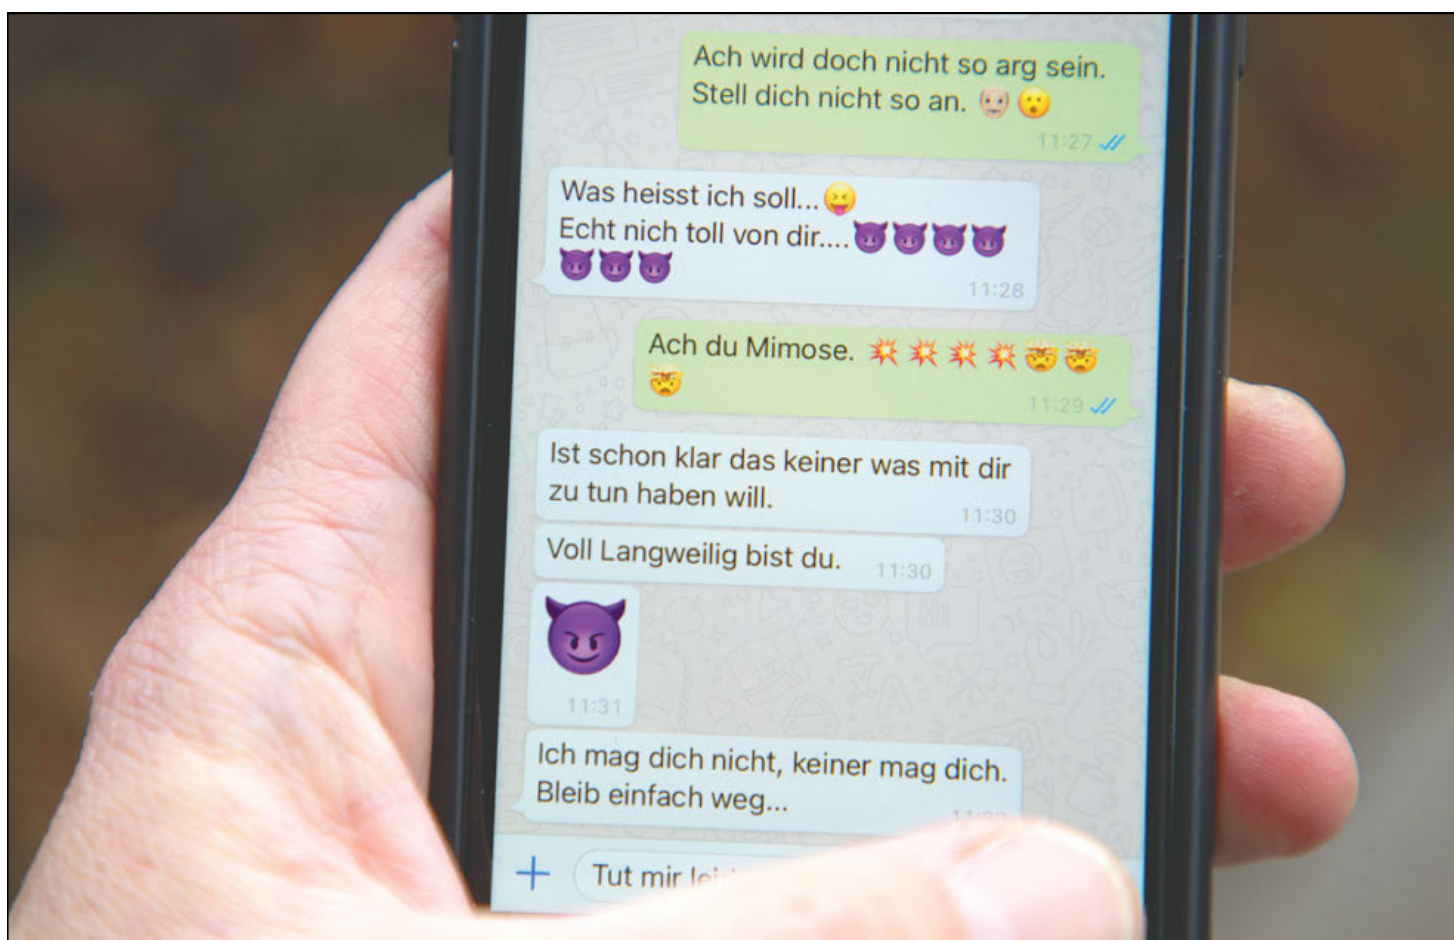 Ach wird doch nicht so arg sein.
Stell dich nicht so an. 👴😮
11:27
Was heisst ich soll...😝
Echt nich toll von dir....😈😈😈😈
😈😈😈
11:28
Ach du Mimose. 💥💥💥💥🤯🤯
🤯
11:29
Ist schon klar das keiner was mit dir
zu tun haben will.
11:30
Voll Langweilig bist du. 11:30
😈
11:31
Ich mag dich nicht, keiner mag dich.
Bleib einfach weg...
Tut mir